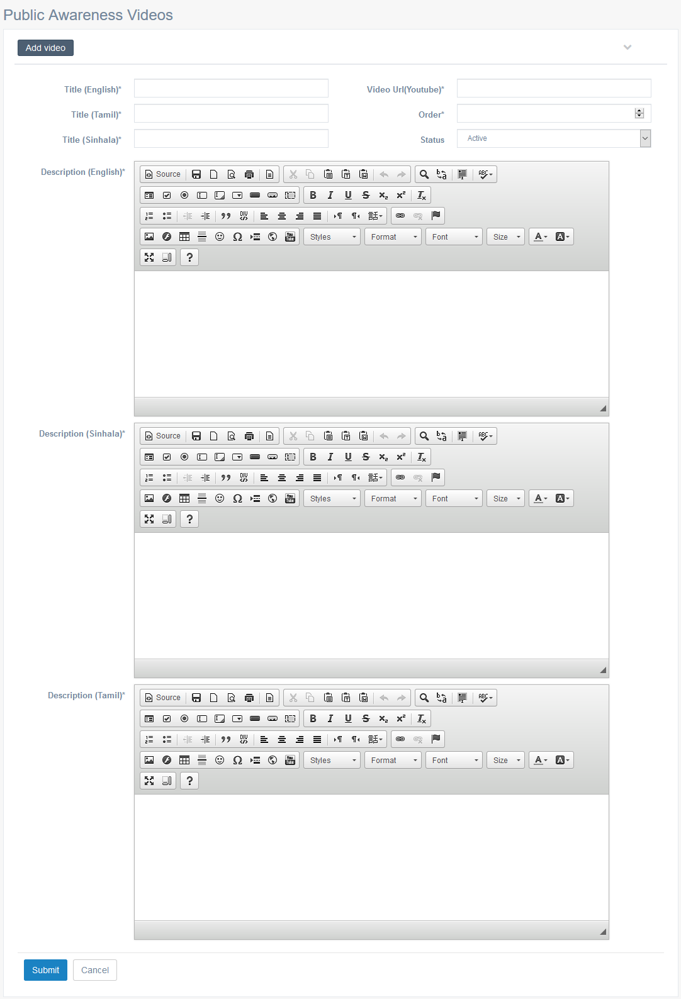 Public Awareness Videos
Add video
Title (English)*
Video Url(Youtube)*
Title (Tamil)*
Order*
Title (Sinhala)*
Status
Active
Description (English)*
Source
Styles
Format
Font
Size
Description (Sinhala)*
Source
Styles
Format
Font
Size
Description (Tamil)*
Source
Styles
Format
Font
Size
Submit
Cancel